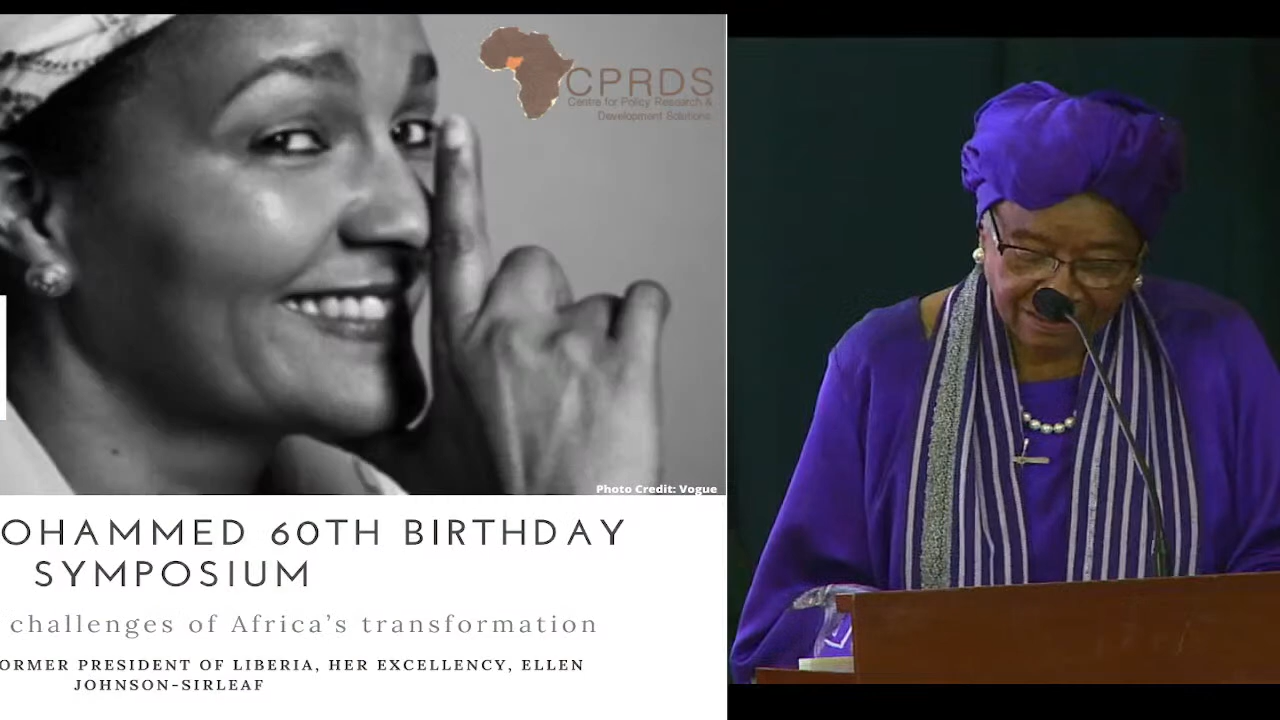 CPRDS
Centre for Policy Research &
Development Solutions
Photo Credit: Vogue
OHAMMED 60TH BIRTHDAY
SYMPOSIUM
challenges of Africa's transformation
ORMER PRESIDENT OF LIBERIA, HER EXCELLENCY, ELLEN
JOHNSON-SIRLEAF